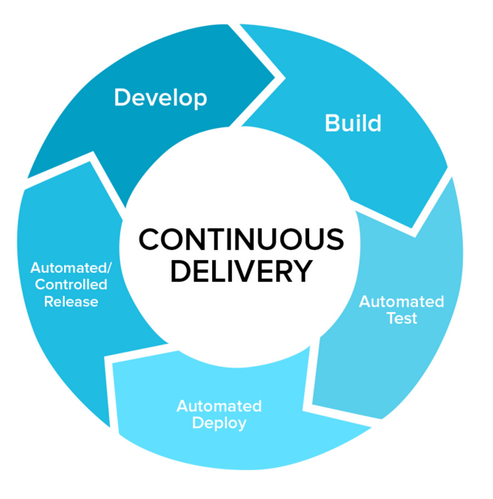 Develop
Build
CONTINUOUS
DELIVERY
Automated/
Controlled
Release
Automated
Test
Automated
Deploy